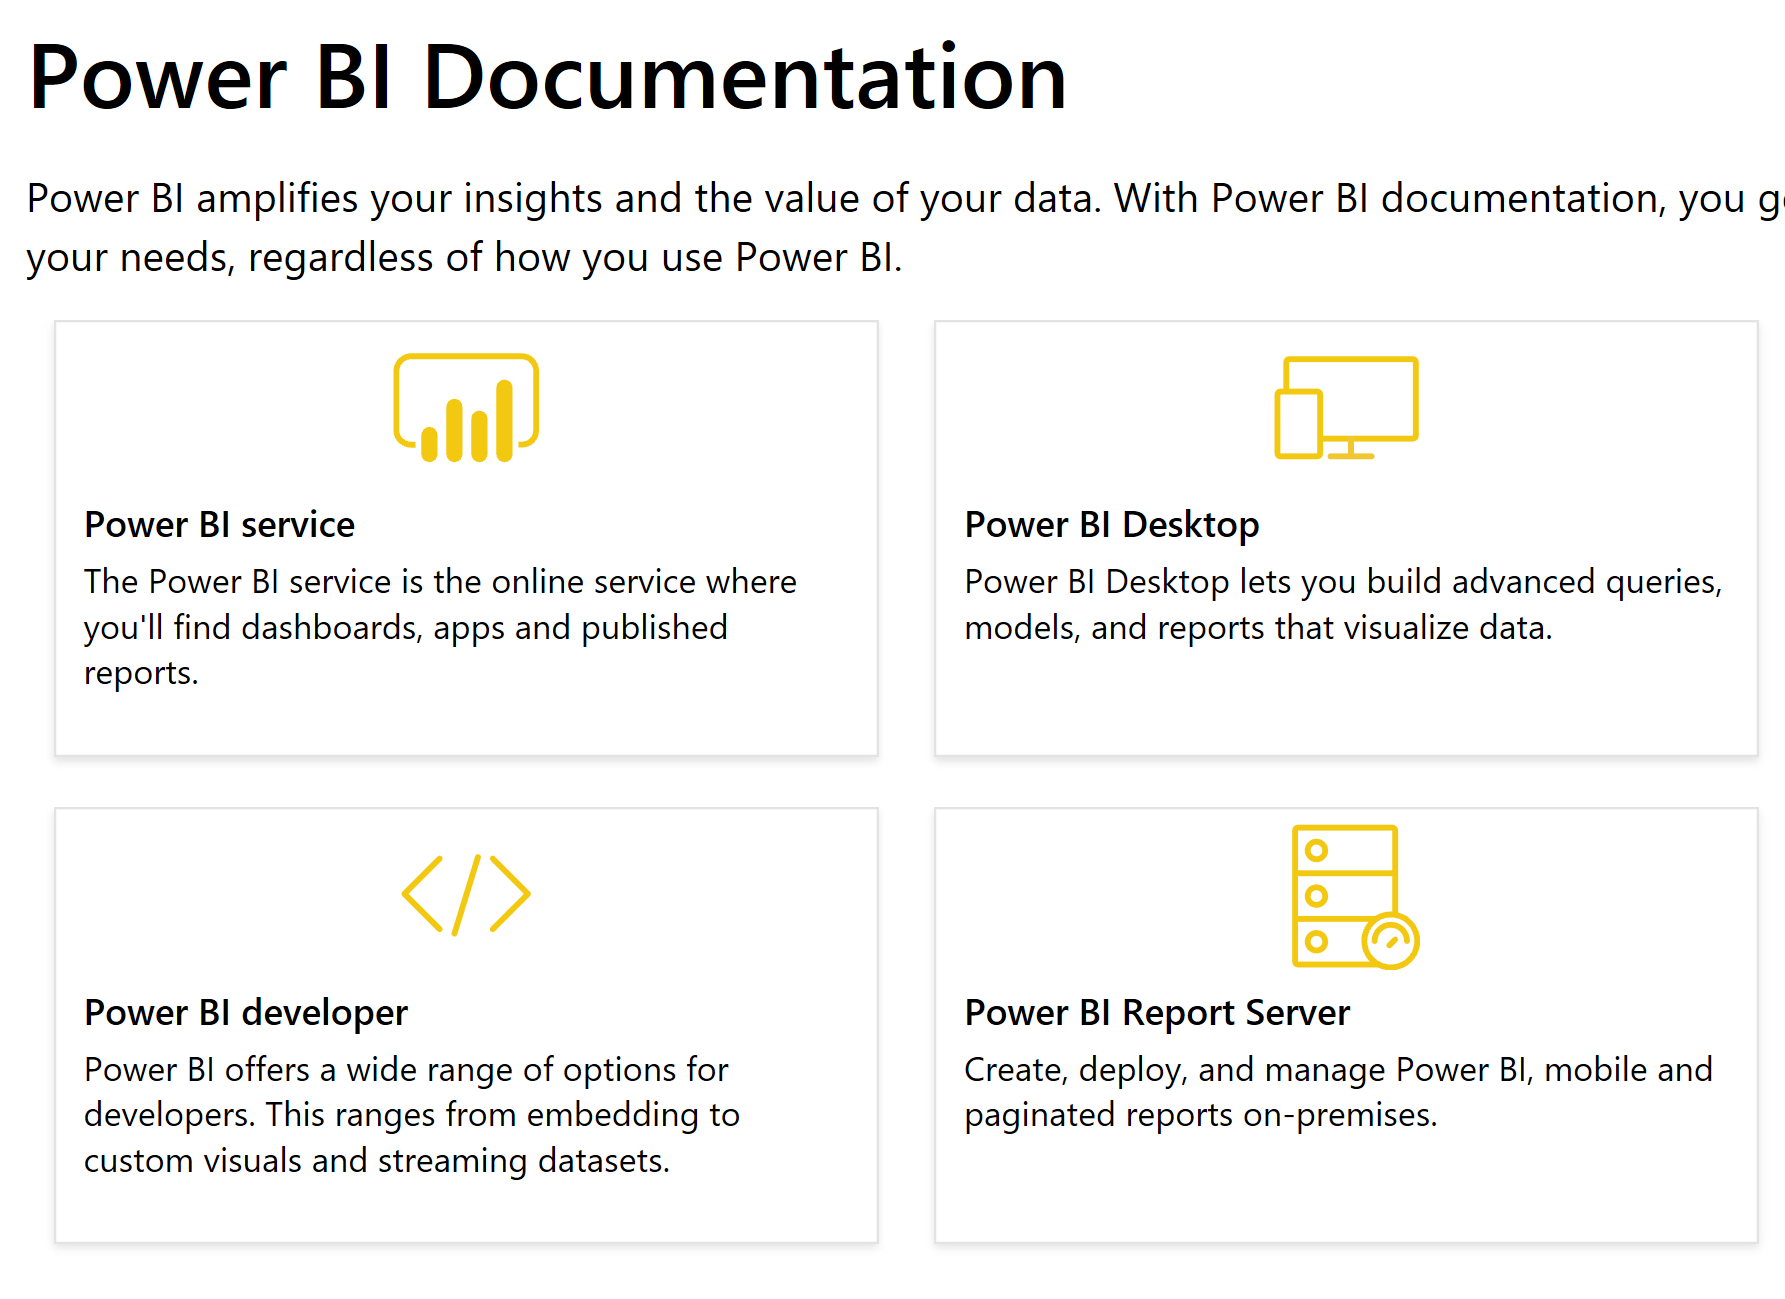 Power BI Documentation
Power BI amplifies your insights and the value of your data. With Power BI documentation, you
your needs, regardless of how you use Power BI.
Power BI service
The Power BI service is the online service where
you'll find dashboards, apps and published
reports.
Power BI Desktop
Power BI Desktop lets you build advanced queries,
models, and reports that visualize data.
Power BI developer
Power BI offers a wide range of options for
developers. This ranges from embedding to
custom visuals and streaming datasets.
Power BI Report Server
Create, deploy, and manage Power BI, mobile and
paginated reports on-premises.